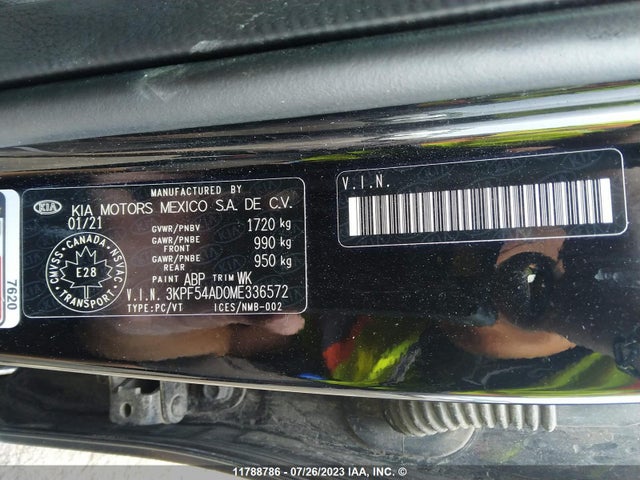 MANUFACTURED BY
KIA
KIA MOTORS MEXICO S.A. DE C.V.
01/21
GVWR/PNBV 1720 kg
GAWR/PNBE FRONT 990 kg
GAWR/PNBE REAR 950 kg
PAINT ABP TRIM WK
V.I.N. 3KPF54AD0ME336572
TYPE:PC/VT ICES/NMB-002
CMVSS - CANADA - NSVAC
E28
TRANSPORT
7620
V.I.N.
11788786 - 07/26/2023 IAA, INC. ©